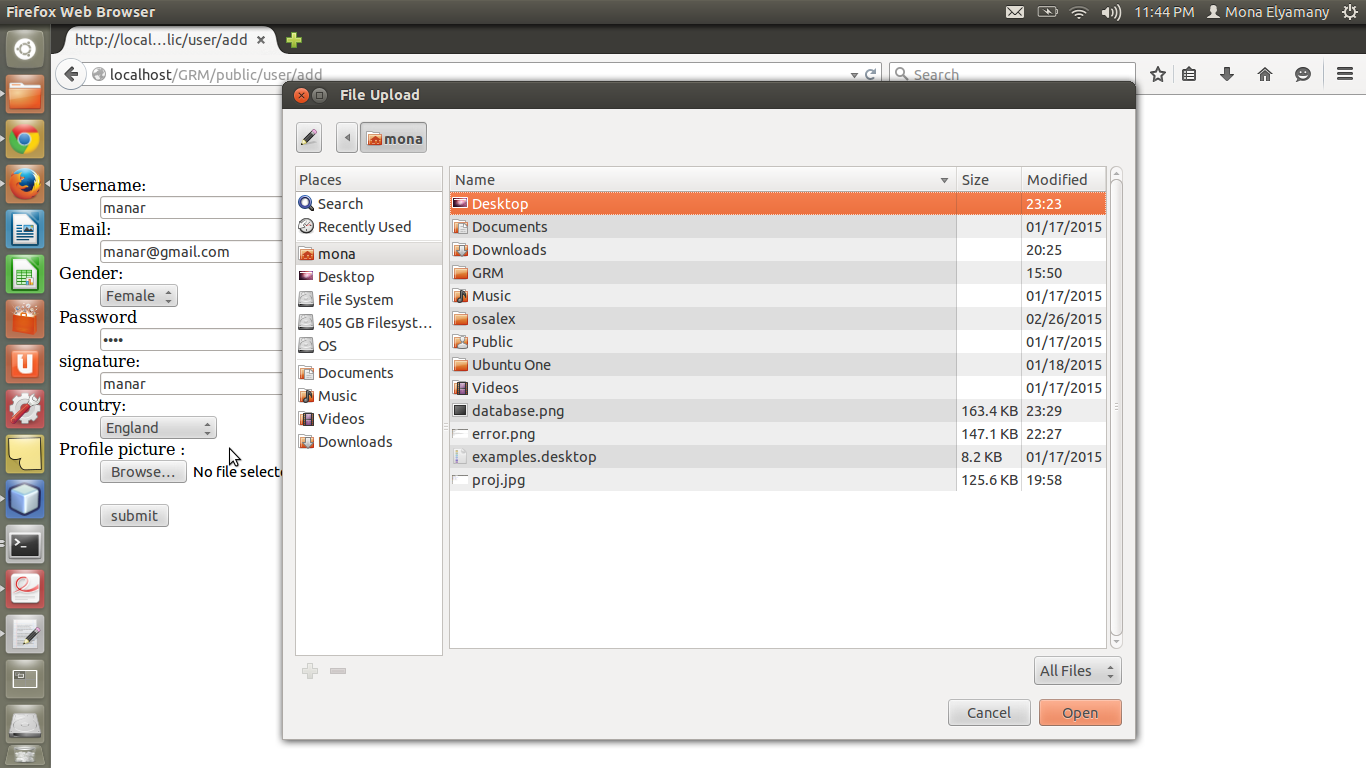 Firefox Web Browser
11:44 PM Mona Elyamany
http://local...lic/user/add
localhost/GRM/public/user/add
Search
Username:
manar
Email:
manar@gmail.com
Gender:
Female
Password
signature:
manar
country:
England
Profile picture :
Browse... No file selecte
submit
File Upload
mona
Places
Search
Recently Used
mona
Desktop
File System
405 GB Filesyst...
OS
Documents
Music
Videos
Downloads
Name Size Modified
Desktop 23:23
Documents 01/17/2015
Downloads 20:25
GRM 15:50
Music 01/17/2015
osalex 02/26/2015
Public 01/17/2015
Ubuntu One 01/18/2015
Videos 01/17/2015
database.png 163.4 KB 23:29
error.png 147.1 KB 22:27
examples.desktop 8.2 KB 01/17/2015
proj.jpg 125.6 KB 19:58
All Files
Cancel Open